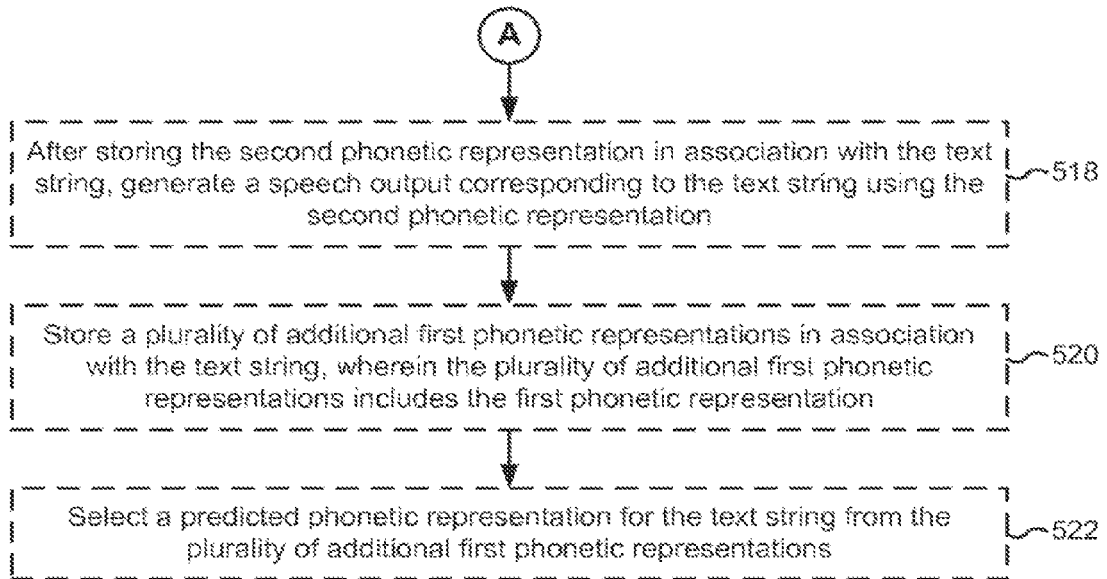 A
After storing the second phonetic representation in association with the text
string, generate a speech output corresponding to the text string using the
second phonetic representation
518
Store a plurality of additional first phonetic representations in association
with the text string, wherein the plurality of additional first phonetic
representations includes the first phonetic representation
520
Select a predicted phonetic representation for the text string from the
plurality of additional first phonetic representations
522